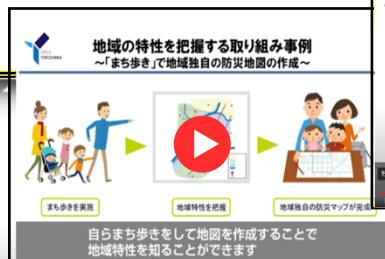 地域の特性を把握する取り組み事例
～「まち歩き」で地域独自の防災地図の作成～
まち歩きを実施
地域特性を把握
地域独自の防災マップが完成
自らまち歩きをして地図を作成することで
地域特性を知ることができます